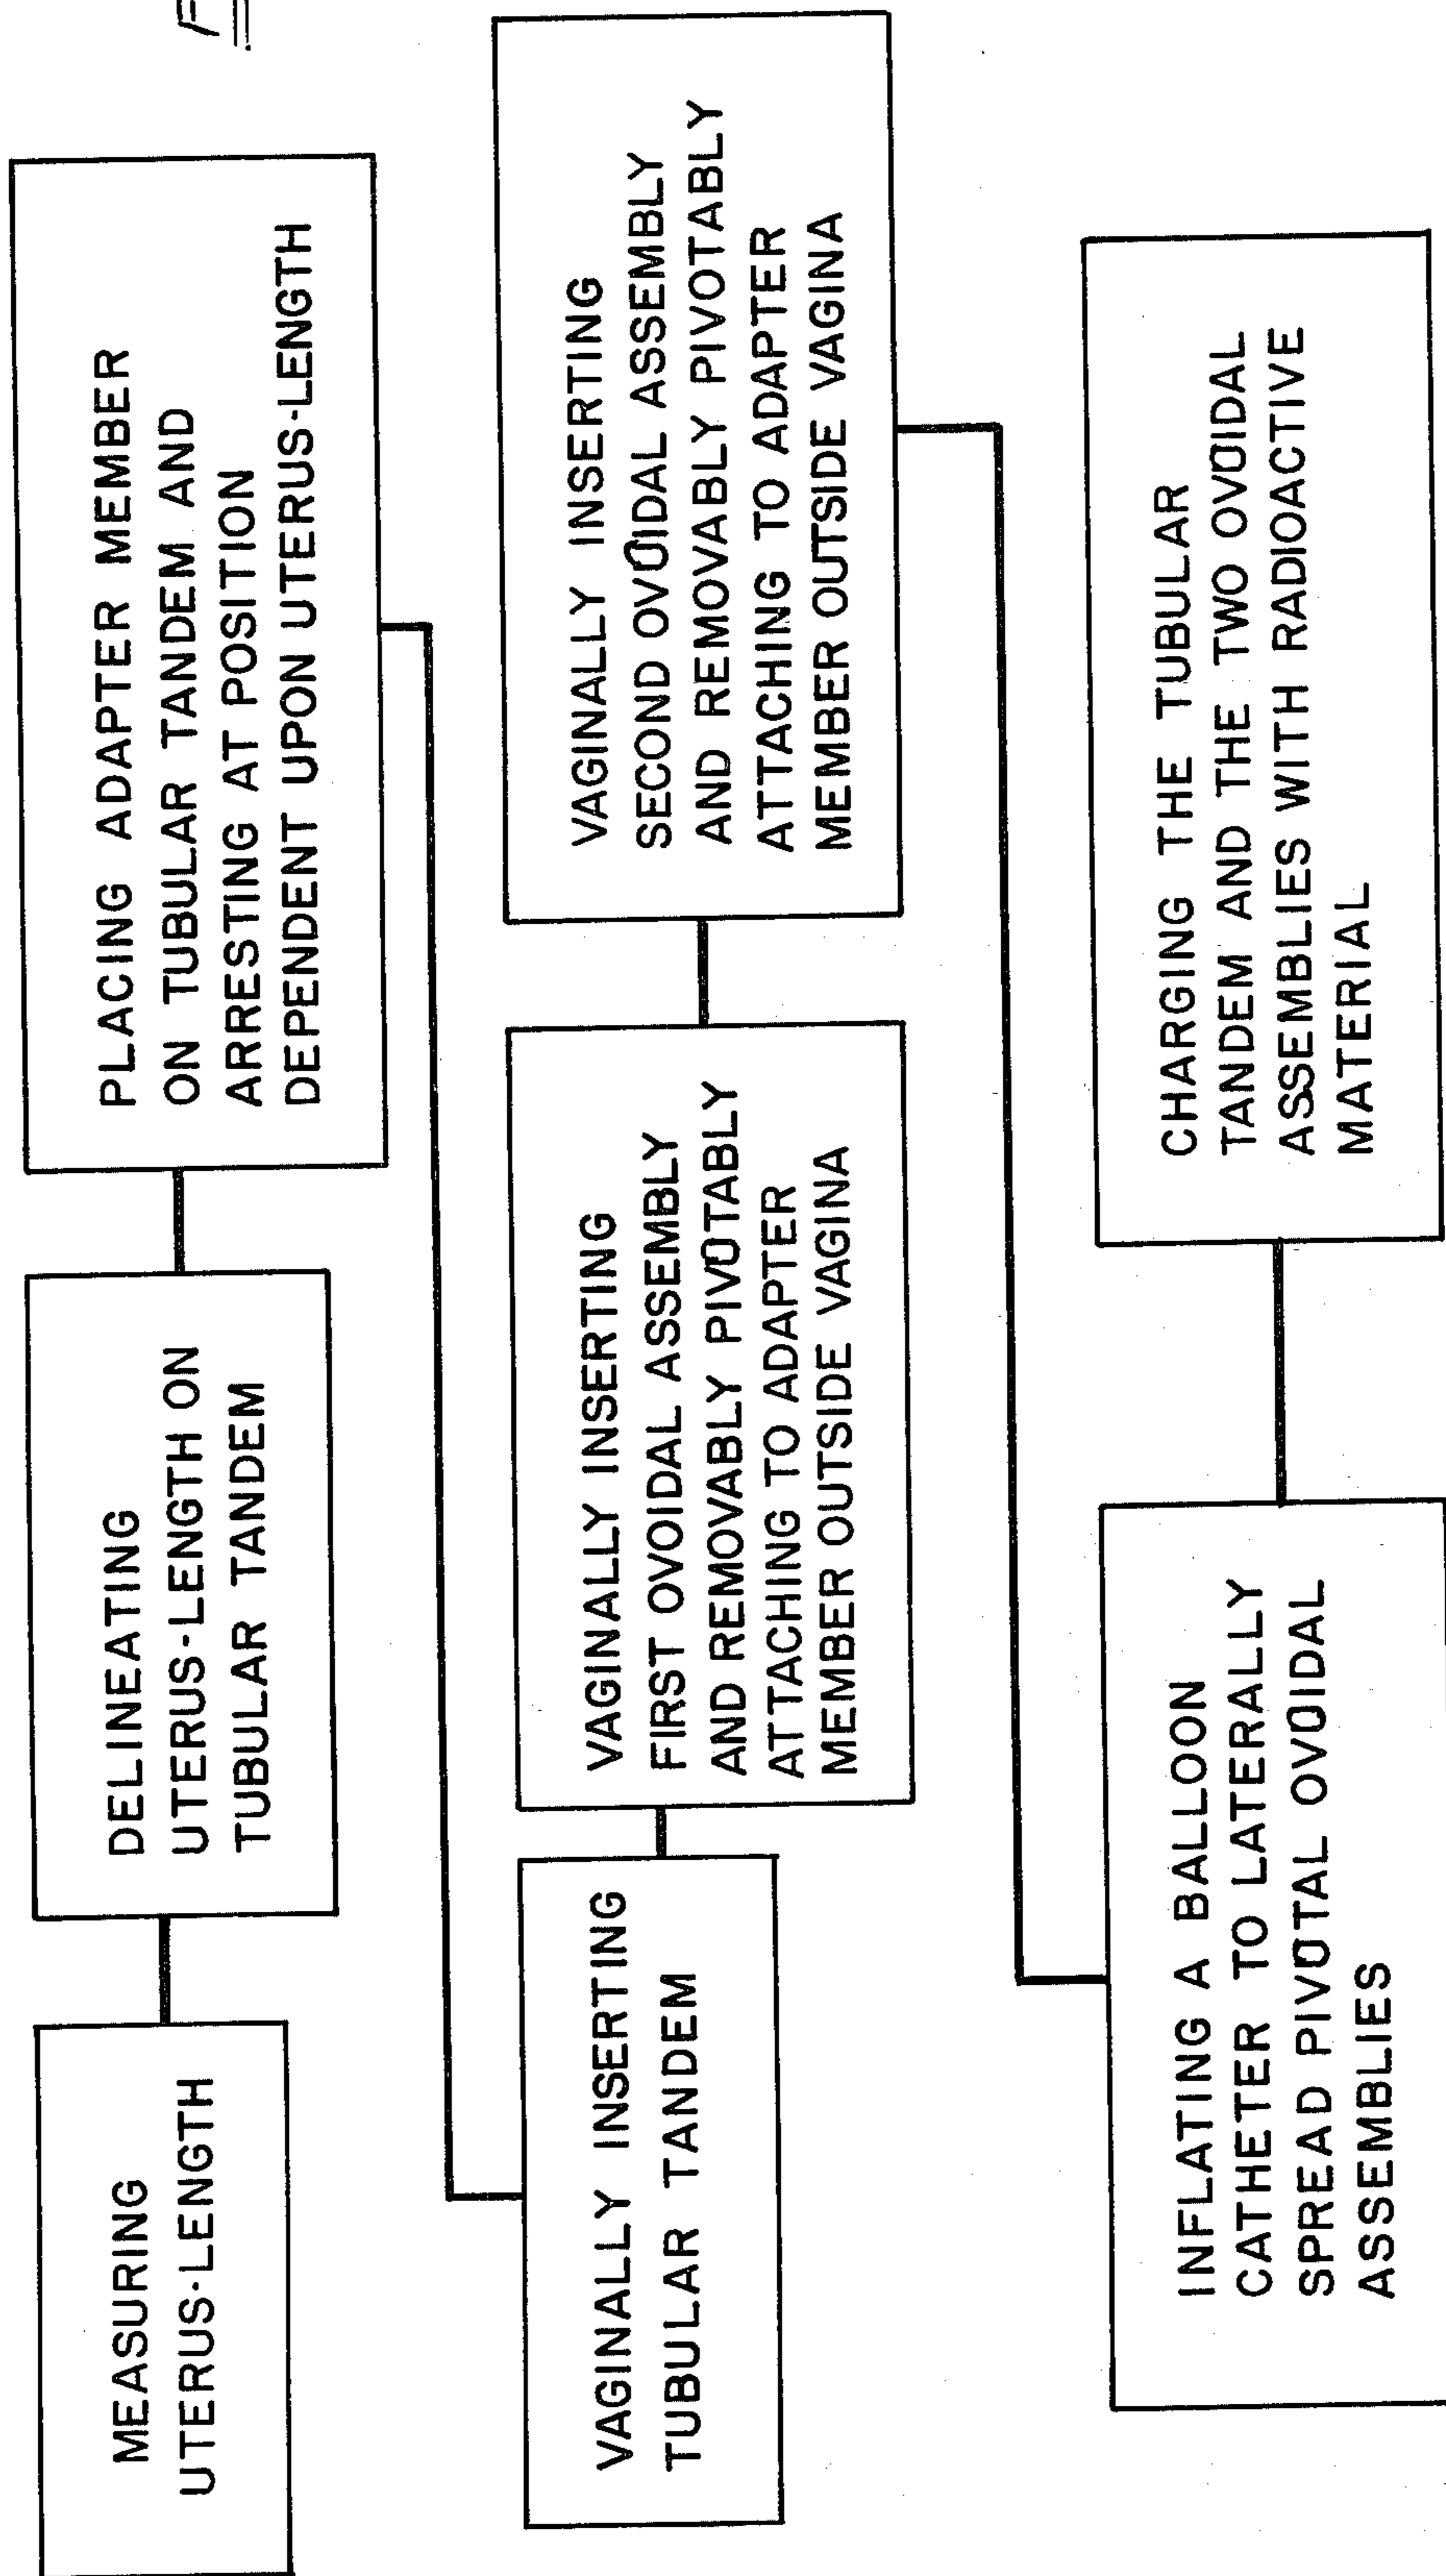 MEASURING
UTERUS-LENGTH
DELINEATING
UTERUS-LENGTH ON
TUBULAR TANDEM
PLACING ADAPTER MEMBER
ON TUBULAR TANDEM AND
ARRESTING AT POSITION
DEPENDENT UPON UTERUS-LENGTH
VAGINALLY INSERTING
TUBULAR TANDEM
VAGINALLY INSERTING
FIRST OVOIDAL ASSEMBLY
AND REMOVABLY PIVOTABLY
ATTACHING TO ADAPTER
MEMBER OUTSIDE VAGINA
VAGINALLY INSERTING
SECOND OVOIDAL ASSEMBLY
AND REMOVABLY PIVOTABLY
ATTACHING TO ADAPTER
MEMBER OUTSIDE VAGINA
INFLATING A BALLOON
CATHETER TO LATERALLY
SPREAD PIVOTAL OVOIDAL
ASSEMBLIES
CHARGING THE TUBULAR
TANDEM AND THE TWO OVOIDAL
ASSEMBLIES WITH RADIOACTIVE
MATERIAL